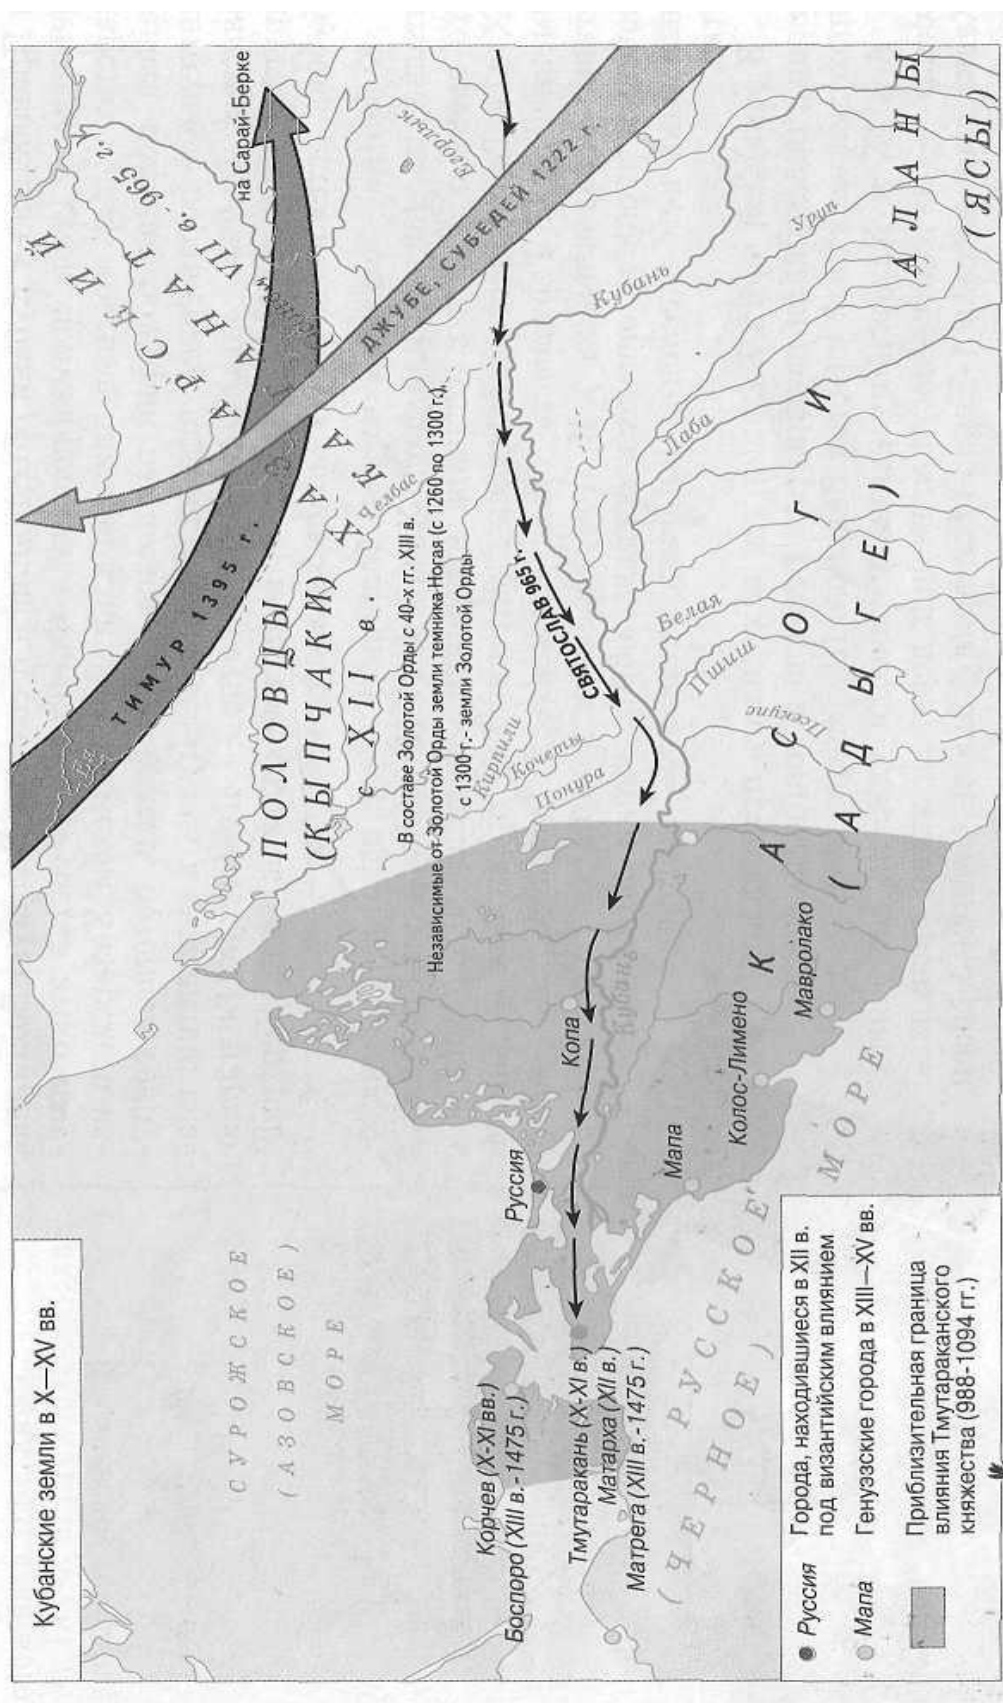 Кубанские земли в X—XV вв.
на Сарай-Берке
ХАЗАРСКИЙ
КАГАНАТ
VII в. - 965 г.
ТИМУР 1395 г.
ДЖУБЕ, СУБЕДЕЙ 1222 г.
Егорлык
Ея
Челбас
ПОЛОВЦЫ
(КЫПЧАКИ)
с XII в.
В составе Золотой Орды с 40-х гг. XIII в.
Независимые от Золотой Орды земли темника Ногая (с 1260 по 1300 г.),
с 1300 г. - земли Золотой Орды
Кирпили
Кочеты
Понура
СВЯТОСЛАВ 965 г.
Кубань
Уруп
Лаба
Белая
Пшиш
Псекупс
Кубань
АЛАНЫ
(ЯСЫ)
КАСОГИ
(АДЫГЕ)
СУРОЖСКОЕ
(АЗОВСКОЕ)
МОРЕ
Руссия
Копа
Мапа
Колос-Лимено
Мавролако
Корчев (X-XI вв.)
Боспоро (XIII в. - 1475 г.)
Тмутаракань (X-XI в.)
Матарха (XII в.)
Матрега (XIII в. - 1475 г.)
РУССКОЕ
(ЧЕРНОЕ)
МОРЕ
Руссия
Города, находившиеся в XII в.
под византийским влиянием
Мапа
Генуэзские города в XIII—XV вв.
Приблизительная граница
влияния Тмутараканского
княжества (988-1094 гг.)